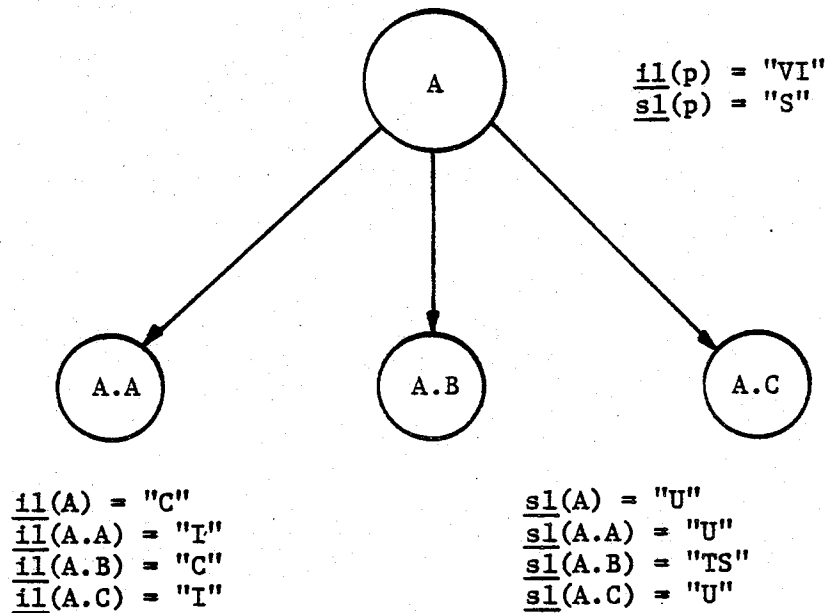 A
il(p) = "VI"
sl(p) = "S"
A.A
A.B
A.C
il(A) = "C"
il(A.A) = "I"
il(A.B) = "C"
il(A.C) = "I"
sl(A) = "U"
sl(A.A) = "U"
sl(A.B) = "TS"
sl(A.C) = "U"